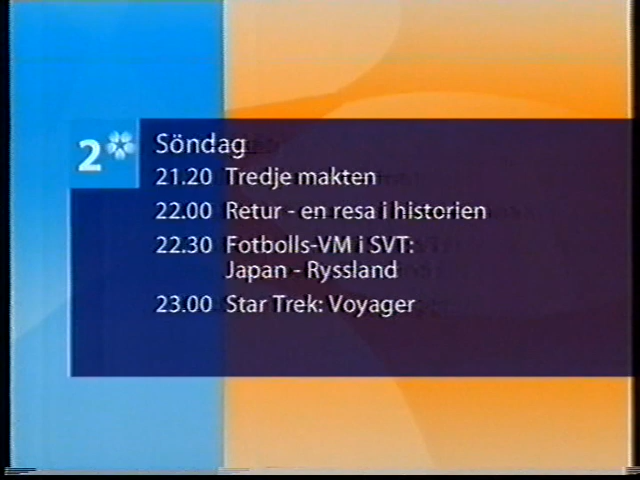 2
Söndag
21.20 Tredje makten
22.00 Retur - en resa i historien
22.30 Fotbolls-VM i SVT:
Japan - Ryssland
23.00 Star Trek: Voyager